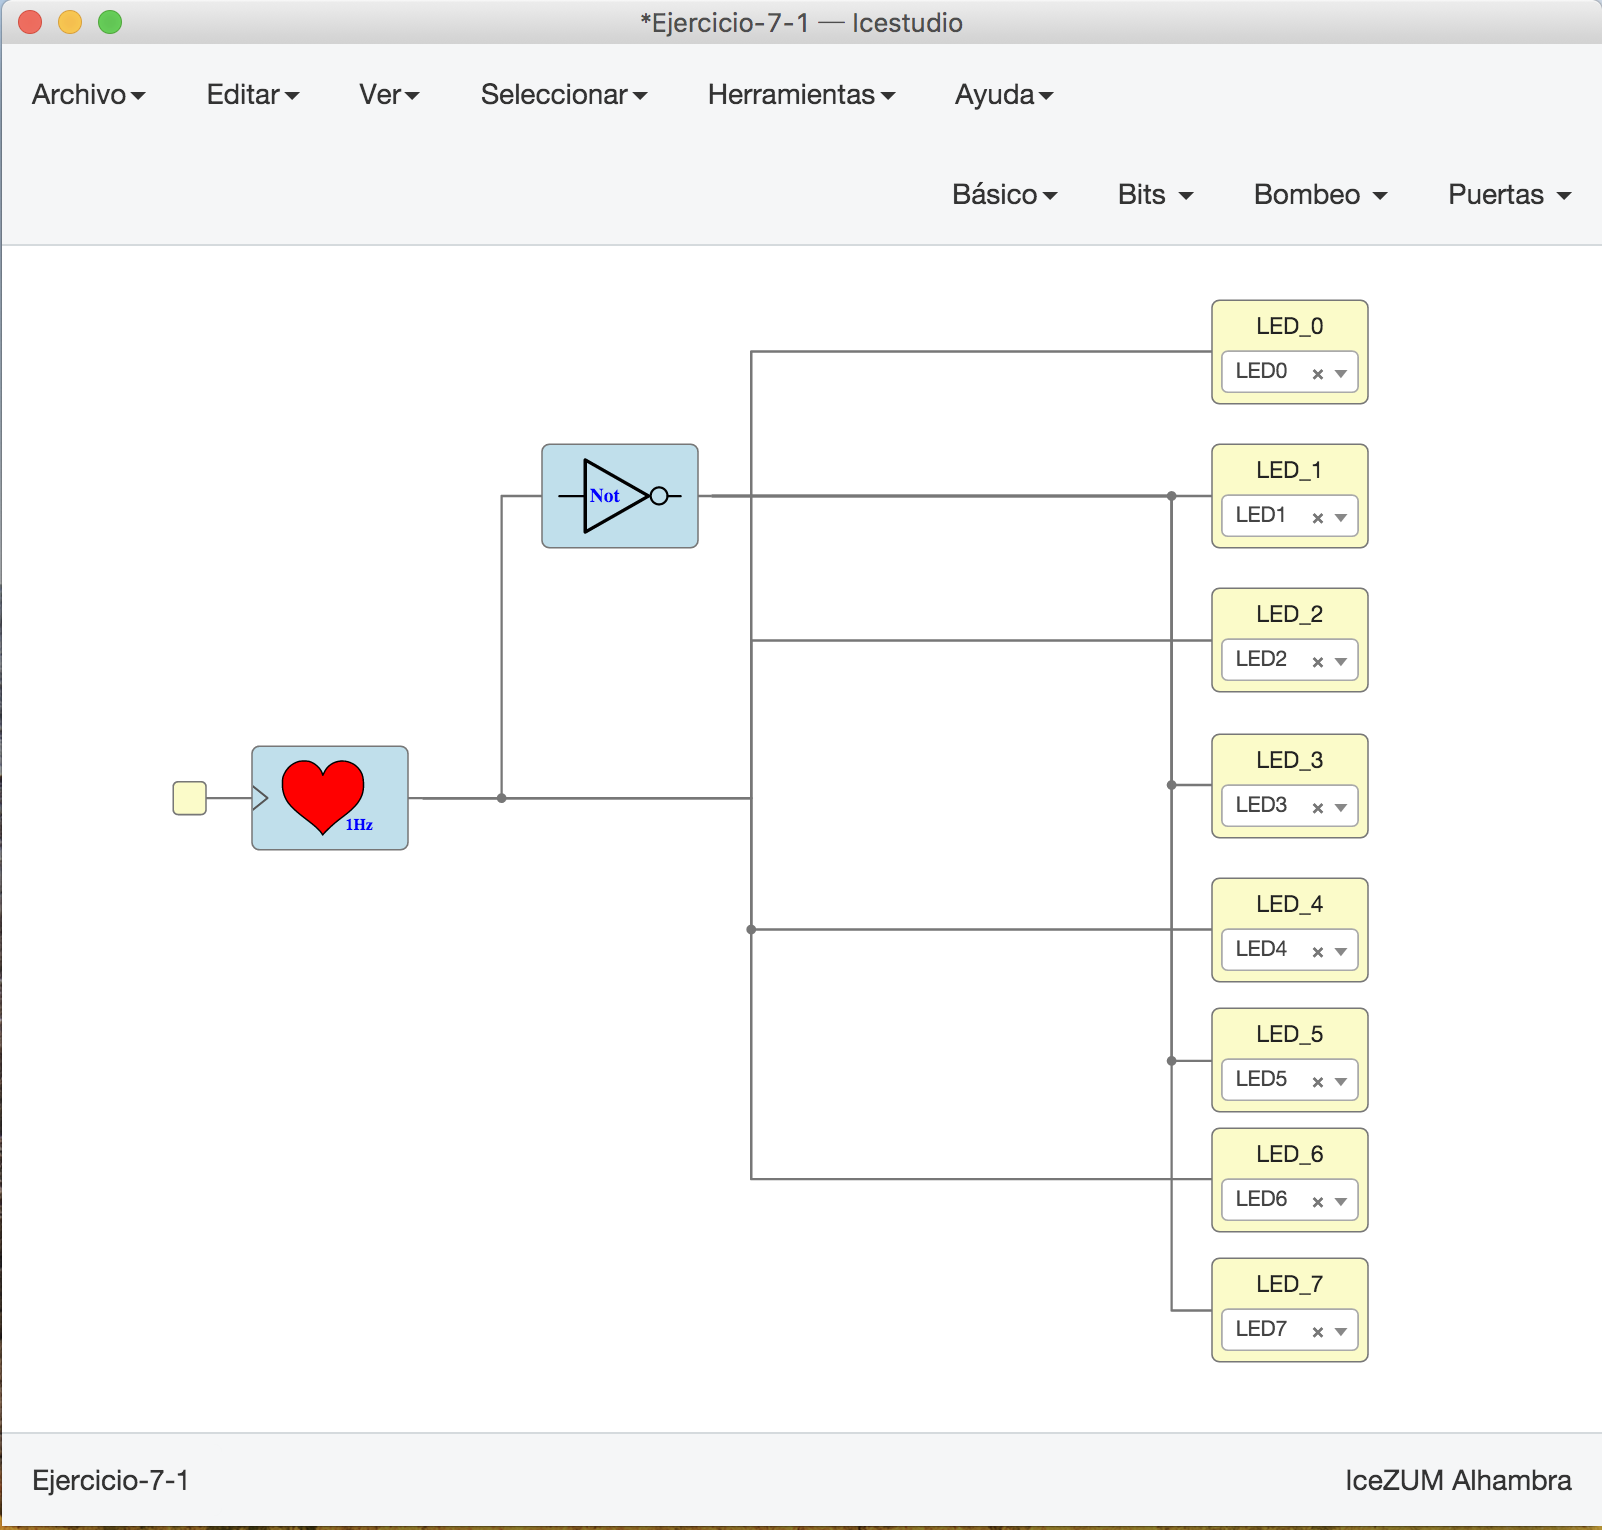 *Ejercicio-7-1 — Icestudio
Archivo Editar Ver Seleccionar Herramientas Ayuda
Básico Bits Bombeo Puertas
LED_0
LED0
Not
LED_1
LED1
LED_2
LED2
1Hz
LED_3
LED3
LED_4
LED4
LED_5
LED5
LED_6
LED6
LED_7
LED7
Ejercicio-7-1 IceZUM Alhambra